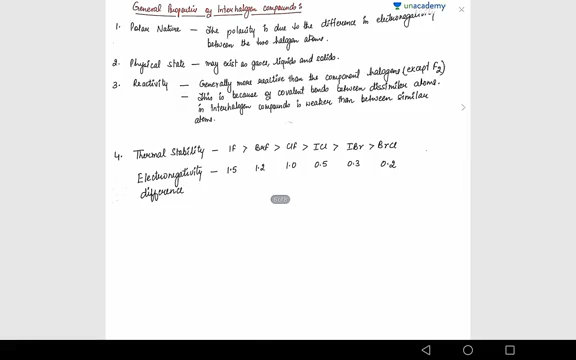 General Properties of Interhalogen compounds
unacademy
1. Polar Nature – The polarity is due to the difference in electronegativity
between the two halogen atoms.
2. Physical state – may exist as gases, liquids and solids.
3. Reactivity – Generally more reactive than the component halogens (except F2)
– This is because of covalent bonds between dissimilar atoms
in Interhalogen compounds is weaker than between similar
atoms.
4. Thermal Stability – IF > BrF > ClF > ICl > IBr > BrCl
Electronegativity – 1.5 1.2 1.0 0.5 0.3 0.2
difference